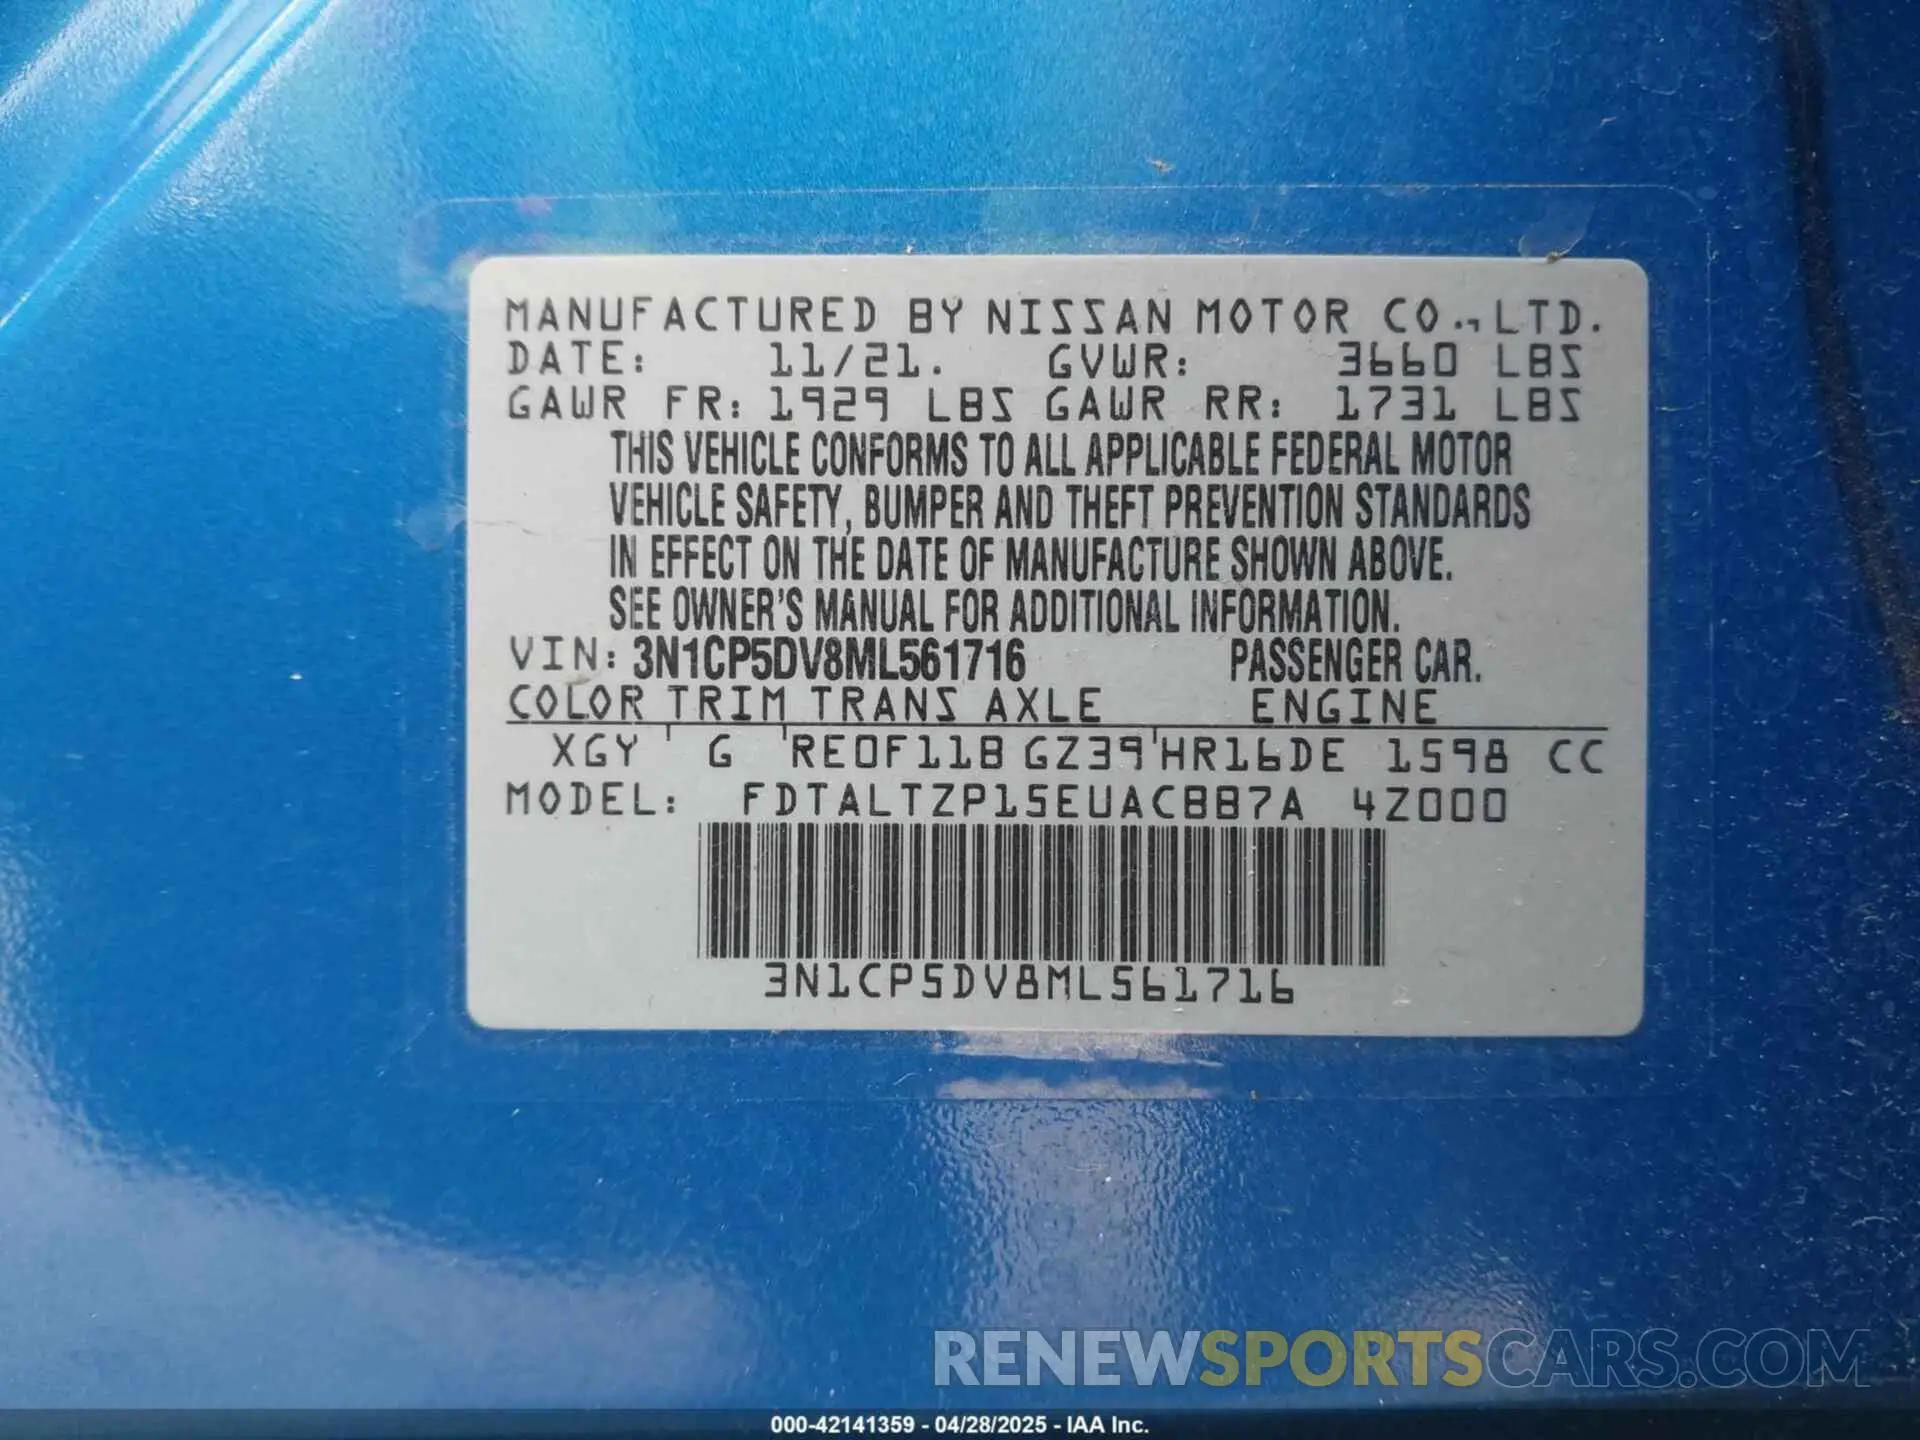 MANUFACTURED BY NISSAN MOTOR CO., LTD.
DATE: 11/21. GVWR: 3660 LBS
GAWR FR: 1929 LBS GAWR RR: 1731 LBS
THIS VEHICLE CONFORMS TO ALL APPLICABLE FEDERAL MOTOR
VEHICLE SAFETY, BUMPER AND THEFT PREVENTION STANDARDS
IN EFFECT ON THE DATE OF MANUFACTURE SHOWN ABOVE.
SEE OWNER'S MANUAL FOR ADDITIONAL INFORMATION.
VIN: 3N1CP5DV8ML561716 PASSENGER CAR.
COLOR TRIM TRANS AXLE ENGINE
XGY G RE0F11B GZ39 HR16DE 1598 CC
MODEL: FDTALTZP15EUACBB7A 4Z000
3N1CP5DV8ML561716
RENEWSPORTSCARS.COM
000-42141359 - 04/28/2025 - IAA Inc.